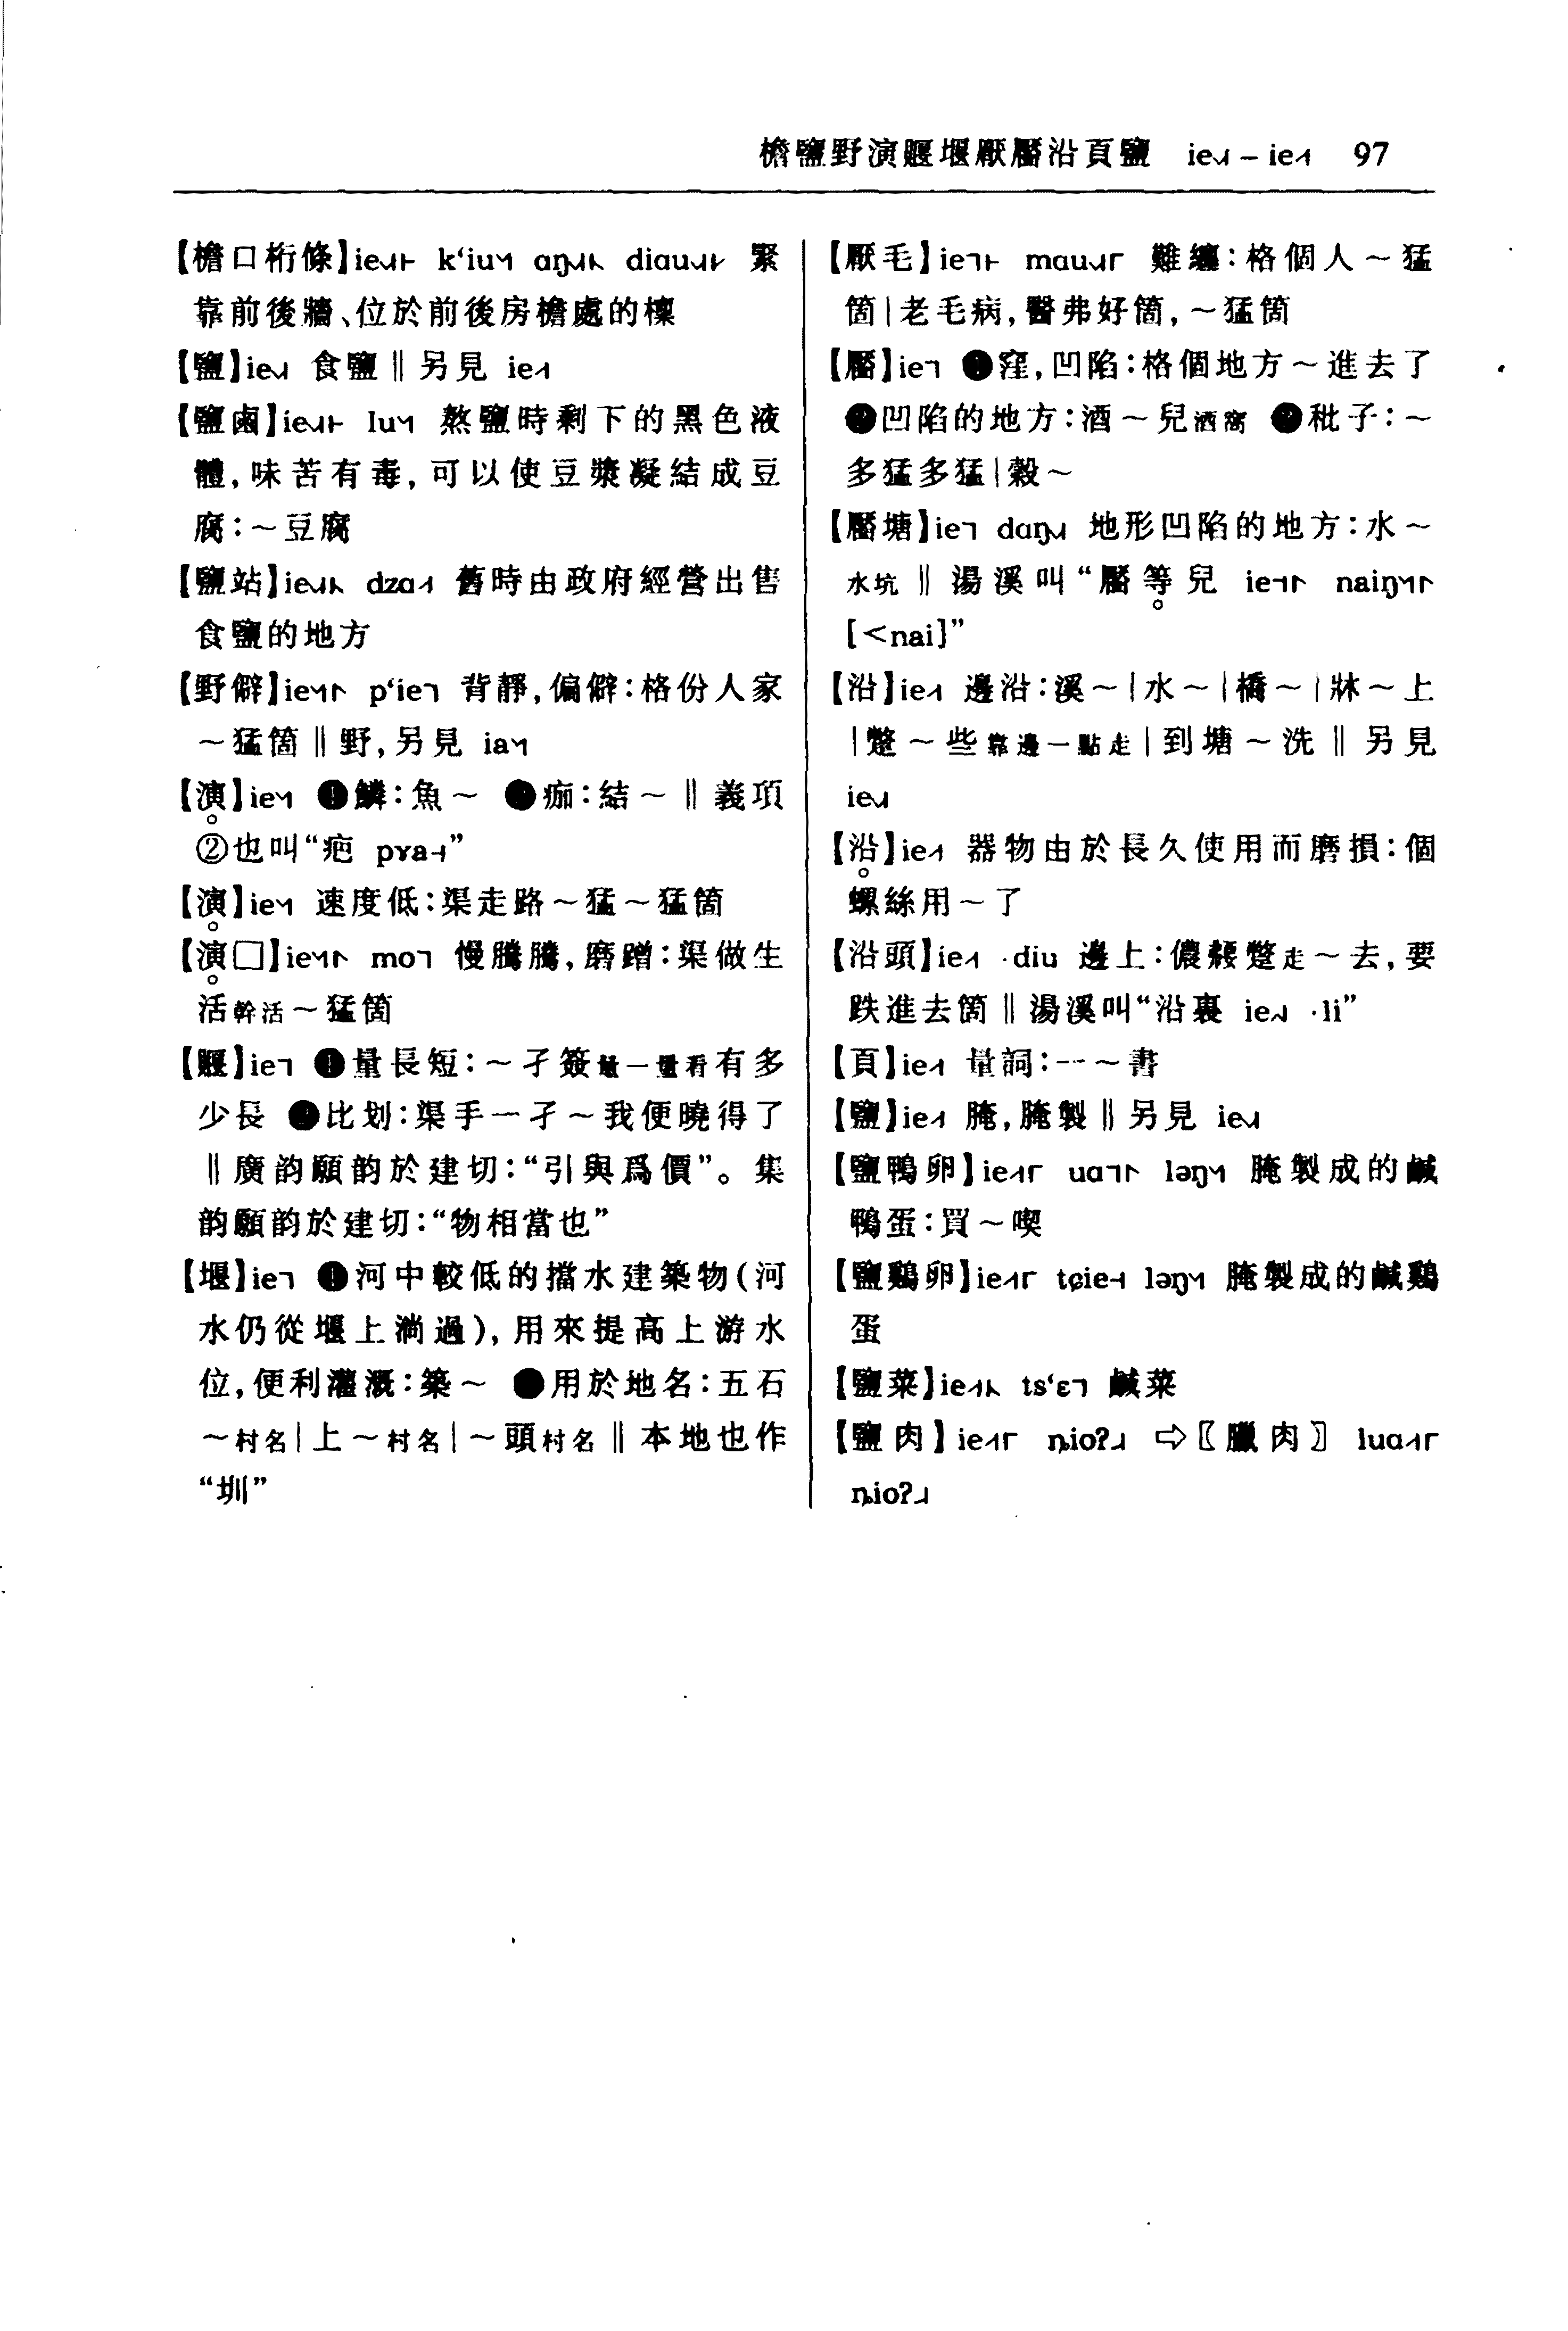 檐鹽野演躽堰厭靨沿頁鹽 ie˨˩˧ – ie˩˦ 97
【檐口桁條】ie k‘iu aŋ diau 緊
靠前後牆、位於前後房檐處的檁
【鹽】ie 食鹽‖另見 ie
【鹽鹵】ie lu 熬鹽時剩下的黑色液
體,味苦有毒,可以使豆漿凝結成豆
腐:～豆腐
【鹽站】ie dzɑ 舊時由政府經營出售
食鹽的地方
【野僻】ie p‘ie 背靜,偏僻:格份人家
～猛箇‖野,另見 ia
【演】ie ❶鱗:魚～ ❷痂:結～‖義項
②也叫“疤 pɤa”
【演】ie 速度低:渠走路～猛～猛箇
【演□】ie mo 慢騰騰,磨蹭:渠做生
活幹活～猛箇
【躽】ie ❶量長短:～孑簽量一量看有多
少長 ❷比划:渠手一孑～我便曉得了
‖廣韵願韵於建切:“引與爲價”。集
韵願韵於建切:“物相當也”
【堰】ie ❶河中較低的擋水建築物(河
水仍從堰上淌過),用來提高上游水
位,便利灌溉:築～ ❷用於地名:五石
～村名|上～村名|～頭村名‖本地也作
“圳”
【厭毛】ie mau 難纏:格個人～猛
箇|老毛病,醫弗好箇,～猛箇
【靨】ie ❶窪,凹陷:格個地方～進去了
❷凹陷的地方:酒～兒酒窩 ❸秕子:～
多猛多猛|穀～
【靨塘】ie dɑŋ 地形凹陷的地方:水～
水坑‖湯溪叫“靨等兒 ie naiŋ
[<nai]”
【沿】ie 邊沿:溪～|水～|橋～|牀～上
|蹩～些靠邊一點走|到塘～洗‖另見
ie
【沿】ie 器物由於長久使用而磨損:個
螺絲用～了
【沿頭】ie ·diu 邊上:儂覅蹩走～去,要
跌進去箇‖湯溪叫“沿裏 ie ·li”
【頁】ie 量詞:一～書
【鹽】ie 腌,腌製‖另見 ie
【鹽鴨卵】ie uɑ ləŋ 腌製成的鹹
鴨蛋:買～喫
【鹽鷄卵】ie tɕie ləŋ 腌製成的鹹鷄
蛋
【鹽菜】ie ts‘ɛ 鹹菜
【鹽肉】ie ȵioʔ ⇨〖臘肉〗 luɑ
ȵioʔ